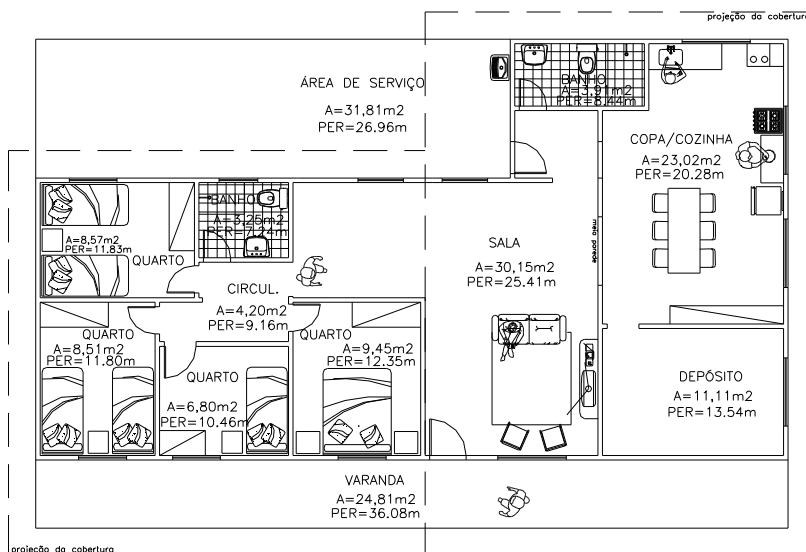 projeção da cobertura
ÁREA DE SERVIÇO
A=31,81m2
PER=26.96m
BANHO
A=3,91m2
PER=8.44m
COPA/COZINHA
A=23,02m2
PER=20.28m
BANHO
A=3,25m2
PER=7.24m
A=8,57m2
PER=11.83m
QUARTO
meia parede
SALA
A=30,15m2
PER=25.41m
CIRCUL.
A=4,20m2
PER=9.16m
QUARTO
A=8,51m2
PER=11.80m
QUARTO
A=9,45m2
PER=12.35m
QUARTO
A=6,80m2
PER=10.46m
DEPÓSITO
A=11,11m2
PER=13.54m
VARANDA
A=24,81m2
PER=36.08m
projeção da cobertura